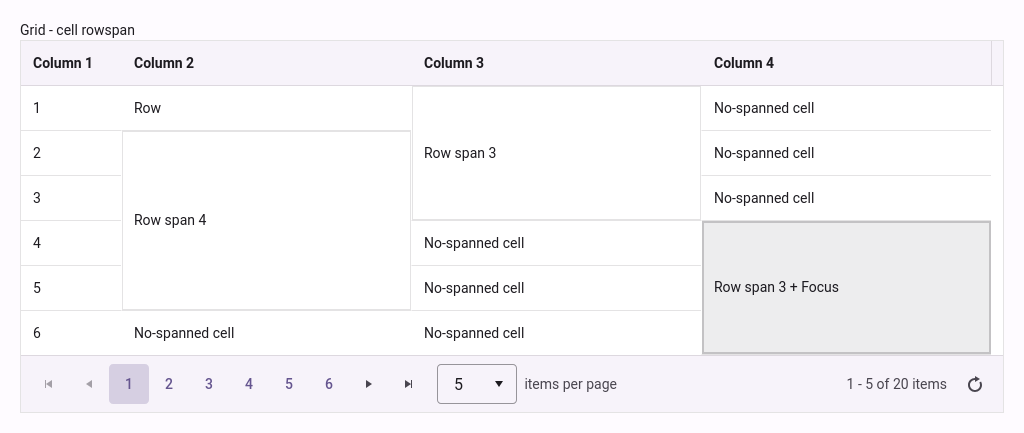 Grid - cell rowspan
Column 1 Column 2 Column 3 Column 4
1 Row No-spanned cell
2 Row span 3 No-spanned cell
3 No-spanned cell
Row span 4
4 No-spanned cell
5 No-spanned cell Row span 3 + Focus
6 No-spanned cell No-spanned cell
1 2 3 4 5 6 5 items per page 1 - 5 of 20 items